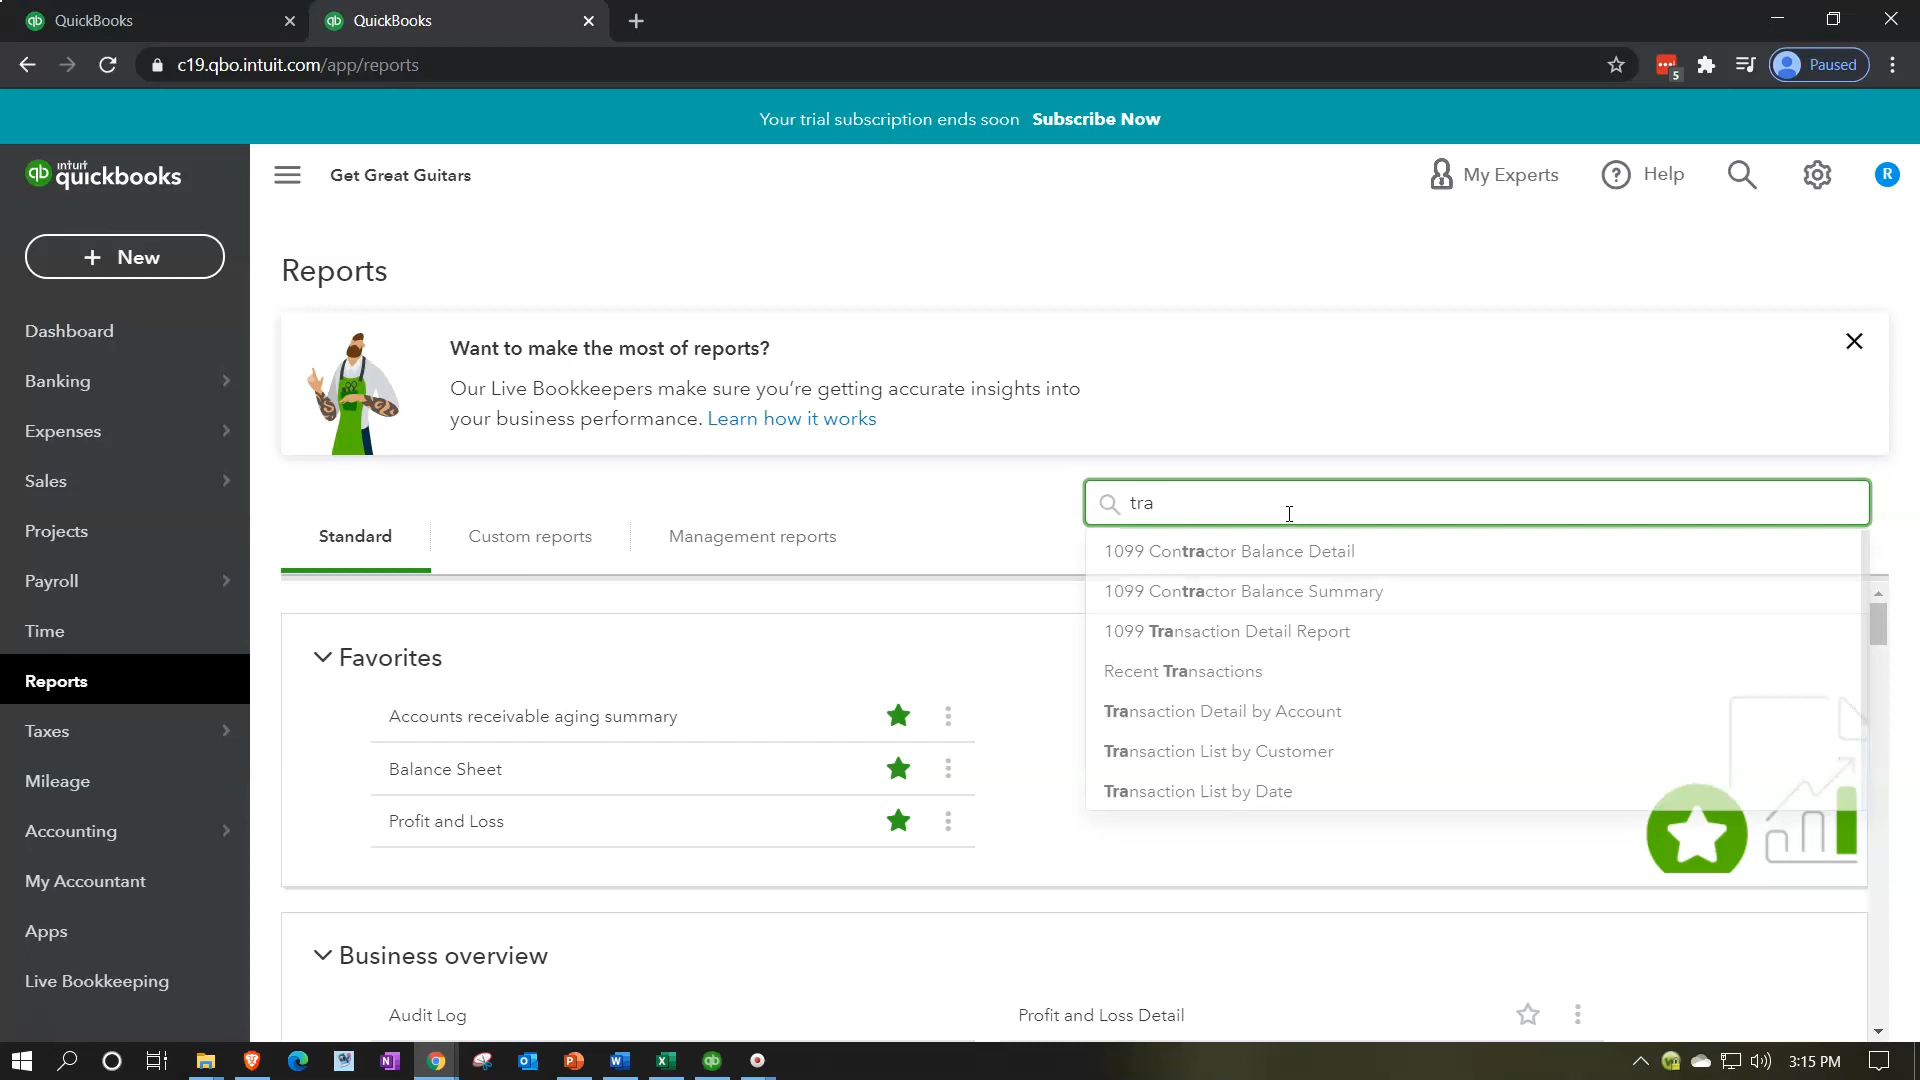 QuickBooks
QuickBooks
c19.qbo.intuit.com/app/reports
5
Paused
Your trial subscription ends soon Subscribe Now
intuit
quickbooks
Get Great Guitars
My Experts
Help
R
+ New
Reports
Want to make the most of reports?
Our Live Bookkeepers make sure you're getting accurate insights into
your business performance. Learn how it works
Dashboard
Banking
Expenses
Sales
Projects
Payroll
Time
Reports
Taxes
Mileage
Accounting
My Accountant
Apps
Live Bookkeeping
tra
Standard
Custom reports
Management reports
1099 Contractor Balance Detail
1099 Contractor Balance Summary
1099 Transaction Detail Report
Recent Transactions
Transaction Detail by Account
Transaction List by Customer
Transaction List by Date
Favorites
Accounts receivable aging summary
Balance Sheet
Profit and Loss
Business overview
Audit Log
Profit and Loss Detail
3:15 PM